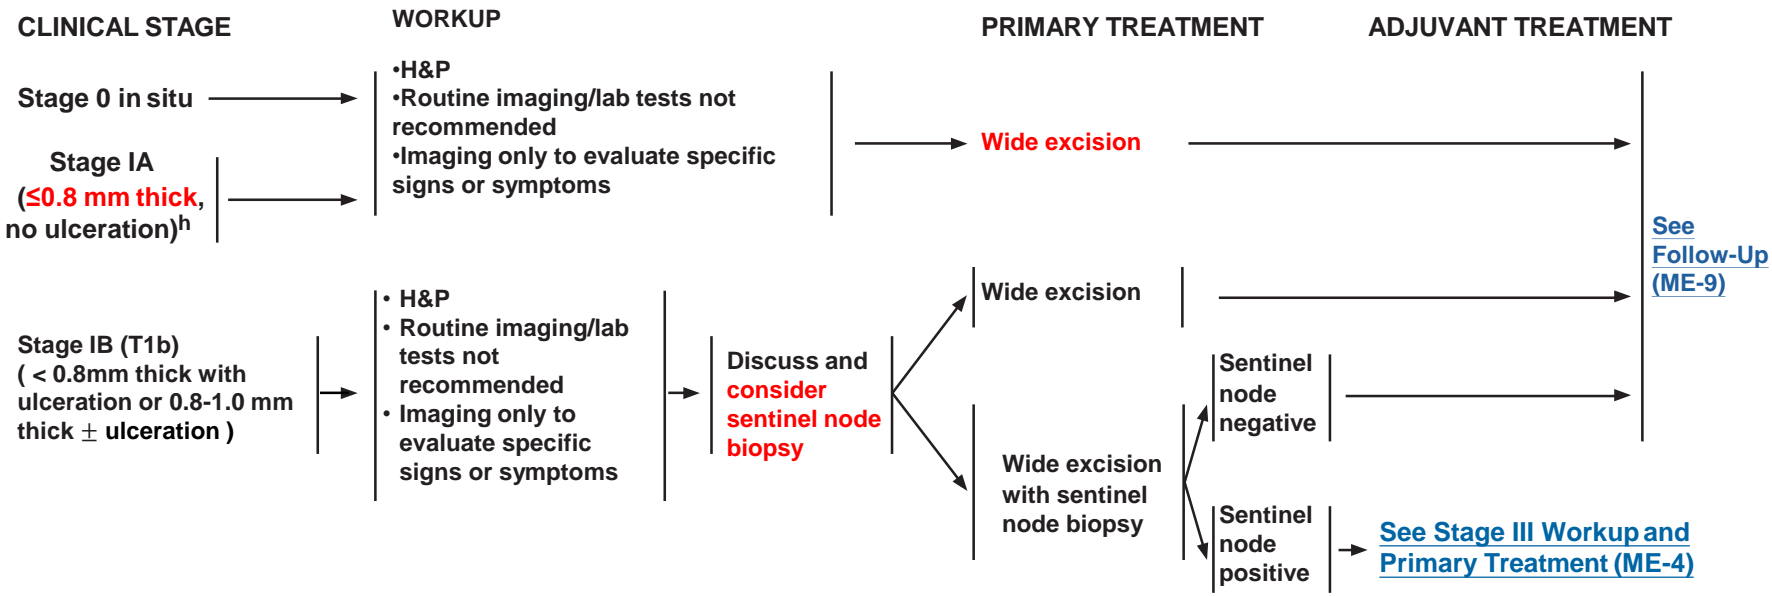 CLINICAL STAGE
WORKUP
PRIMARY TREATMENT
ADJUVANT TREATMENT
Stage 0 in situ
Stage IA
(≤0.8 mm thick,
no ulceration)h
•H&P
•Routine imaging/lab tests not
recommended
•Imaging only to evaluate specific
signs or symptoms
Wide excision
See
Follow-Up
(ME-9)
Stage IB (T1b)
( < 0.8mm thick with
ulceration or 0.8-1.0 mm
thick ± ulceration )
• H&P
• Routine imaging/lab
tests not
recommended
• Imaging only to
evaluate specific
signs or symptoms
Discuss and
consider
sentinel node
biopsy
Wide excision
Wide excision
with sentinel
node biopsy
Sentinel
node
negative
Sentinel
node
positive
See Stage III Workup and
Primary Treatment (ME-4)